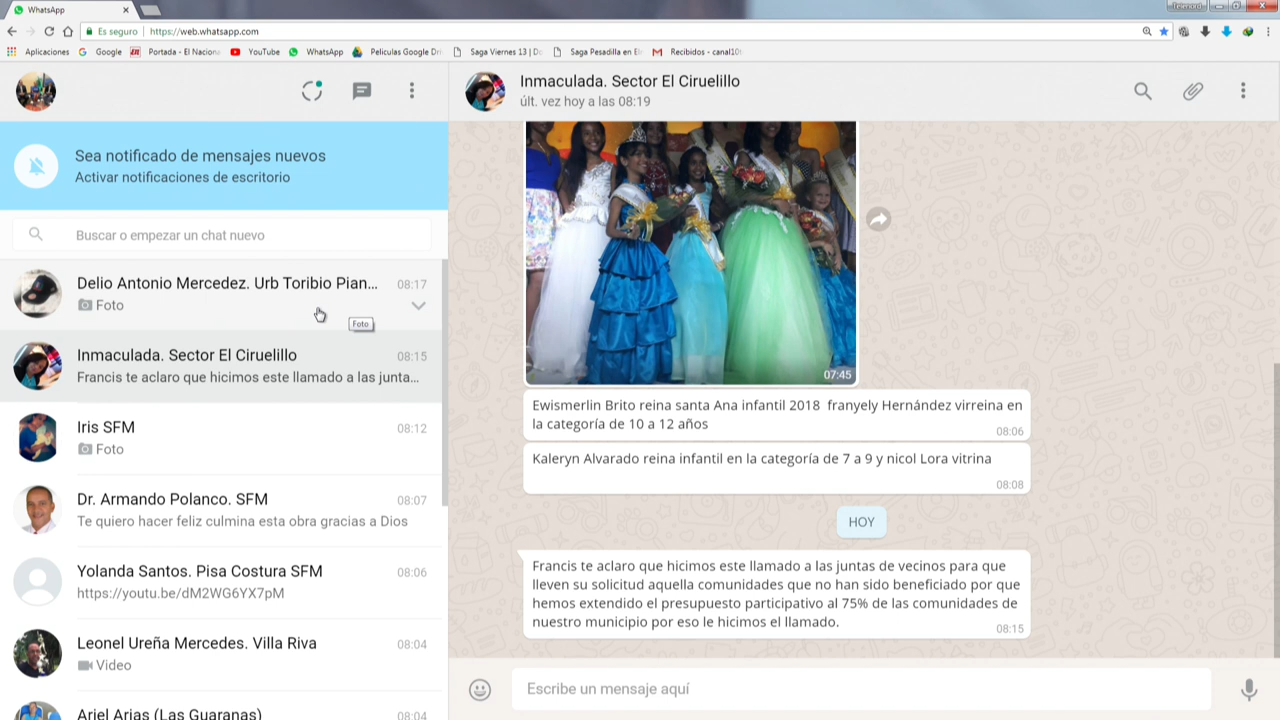 WhatsApp
Telenord
Es seguro
https://web.whatsapp.com
Aplicaciones
Google
Portada - El Naciona
YouTube
WhatsApp
Peliculas Google Dri
Saga Viernes 13 | Do
Saga Pesadilla en El
Recibidos - canal10
Inmaculada. Sector El Ciruelillo
últ. vez hoy a las 08:19
Sea notificado de mensajes nuevos
Activar notificaciones de escritorio
Buscar o empezar un chat nuevo
Delio Antonio Mercedez. Urb Toribio Pian...
08:17
Foto
Foto
Inmaculada. Sector El Ciruelillo
08:15
Francis te aclaro que hicimos este llamado a las junta...
Iris SFM
08:12
Foto
Dr. Armando Polanco. SFM
08:07
Te quiero hacer feliz culmina esta obra gracias a Dios
Yolanda Santos. Pisa Costura SFM
08:06
https://youtu.be/dM2WG6YX7pM
Leonel Ureña Mercedes. Villa Riva
08:04
Video
Ariel Arias (Las Guaranas)
08:04
07:45
Ewismerlin Brito reina santa Ana infantil 2018 franyely Hernández virreina en
la categoría de 10 a 12 años
08:06
Kaleryn Alvarado reina infantil en la categoría de 7 a 9 y nicol Lora vitrina
08:08
HOY
Francis te aclaro que hicimos este llamado a las juntas de vecinos para que
lleven su solicitud aquella comunidades que no han sido beneficiado por que
hemos extendido el presupuesto participativo al 75% de las comunidades de
nuestro municipio por eso le hicimos el llamado.
08:15
Escribe un mensaje aquí